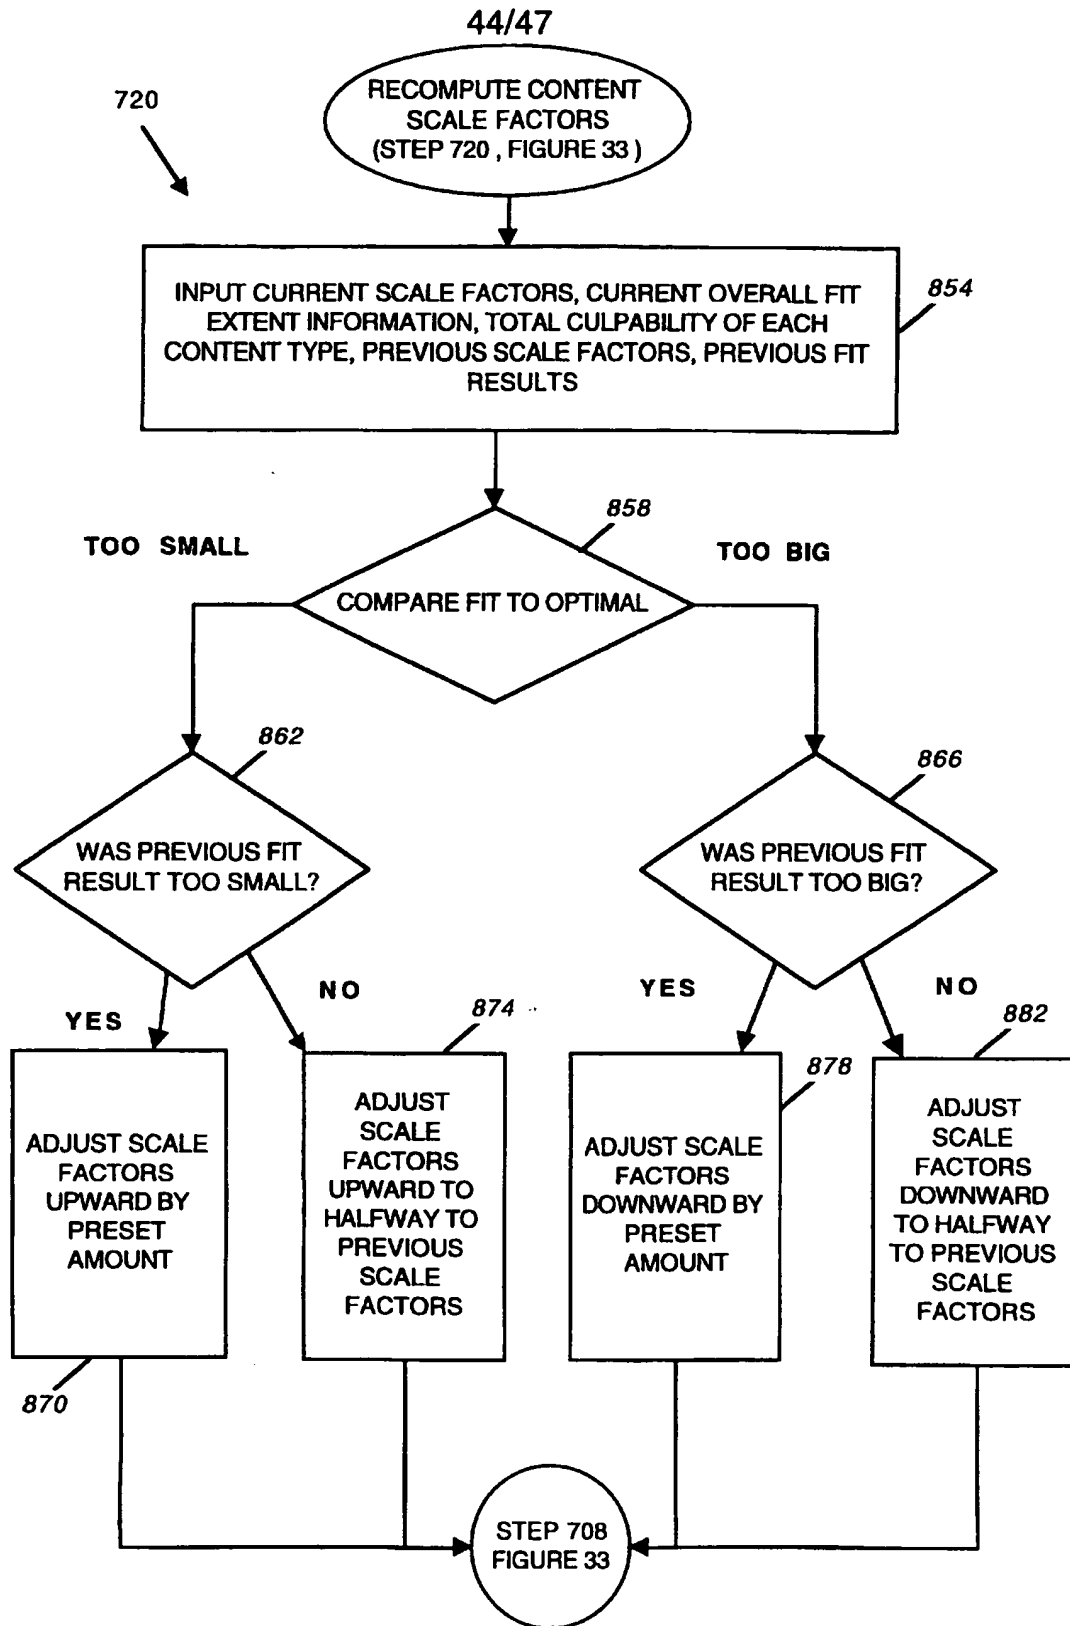 44/47
RECOMPUTE CONTENT
SCALE FACTORS
(STEP 720 , FIGURE 33 )
720
INPUT CURRENT SCALE FACTORS, CURRENT OVERALL FIT
EXTENT INFORMATION, TOTAL CULPABILITY OF EACH
CONTENT TYPE, PREVIOUS SCALE FACTORS, PREVIOUS FIT
RESULTS
854
858
TOO SMALL
TOO BIG
COMPARE FIT TO OPTIMAL
862
866
WAS PREVIOUS FIT
RESULT TOO SMALL?
WAS PREVIOUS FIT
RESULT TOO BIG?
YES
NO
YES
NO
874
878
882
ADJUST SCALE
FACTORS
UPWARD BY
PRESET
AMOUNT
870
ADJUST
SCALE
FACTORS
UPWARD TO
HALFWAY TO
PREVIOUS
SCALE
FACTORS
ADJUST SCALE
FACTORS
DOWNWARD BY
PRESET
AMOUNT
ADJUST
SCALE
FACTORS
DOWNWARD
TO HALFWAY
TO PREVIOUS
SCALE
FACTORS
STEP 708
FIGURE 33